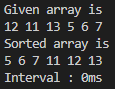 Given array is
12 11 13 5 6 7
Sorted array is
5 6 7 11 12 13
Interval : 0ms